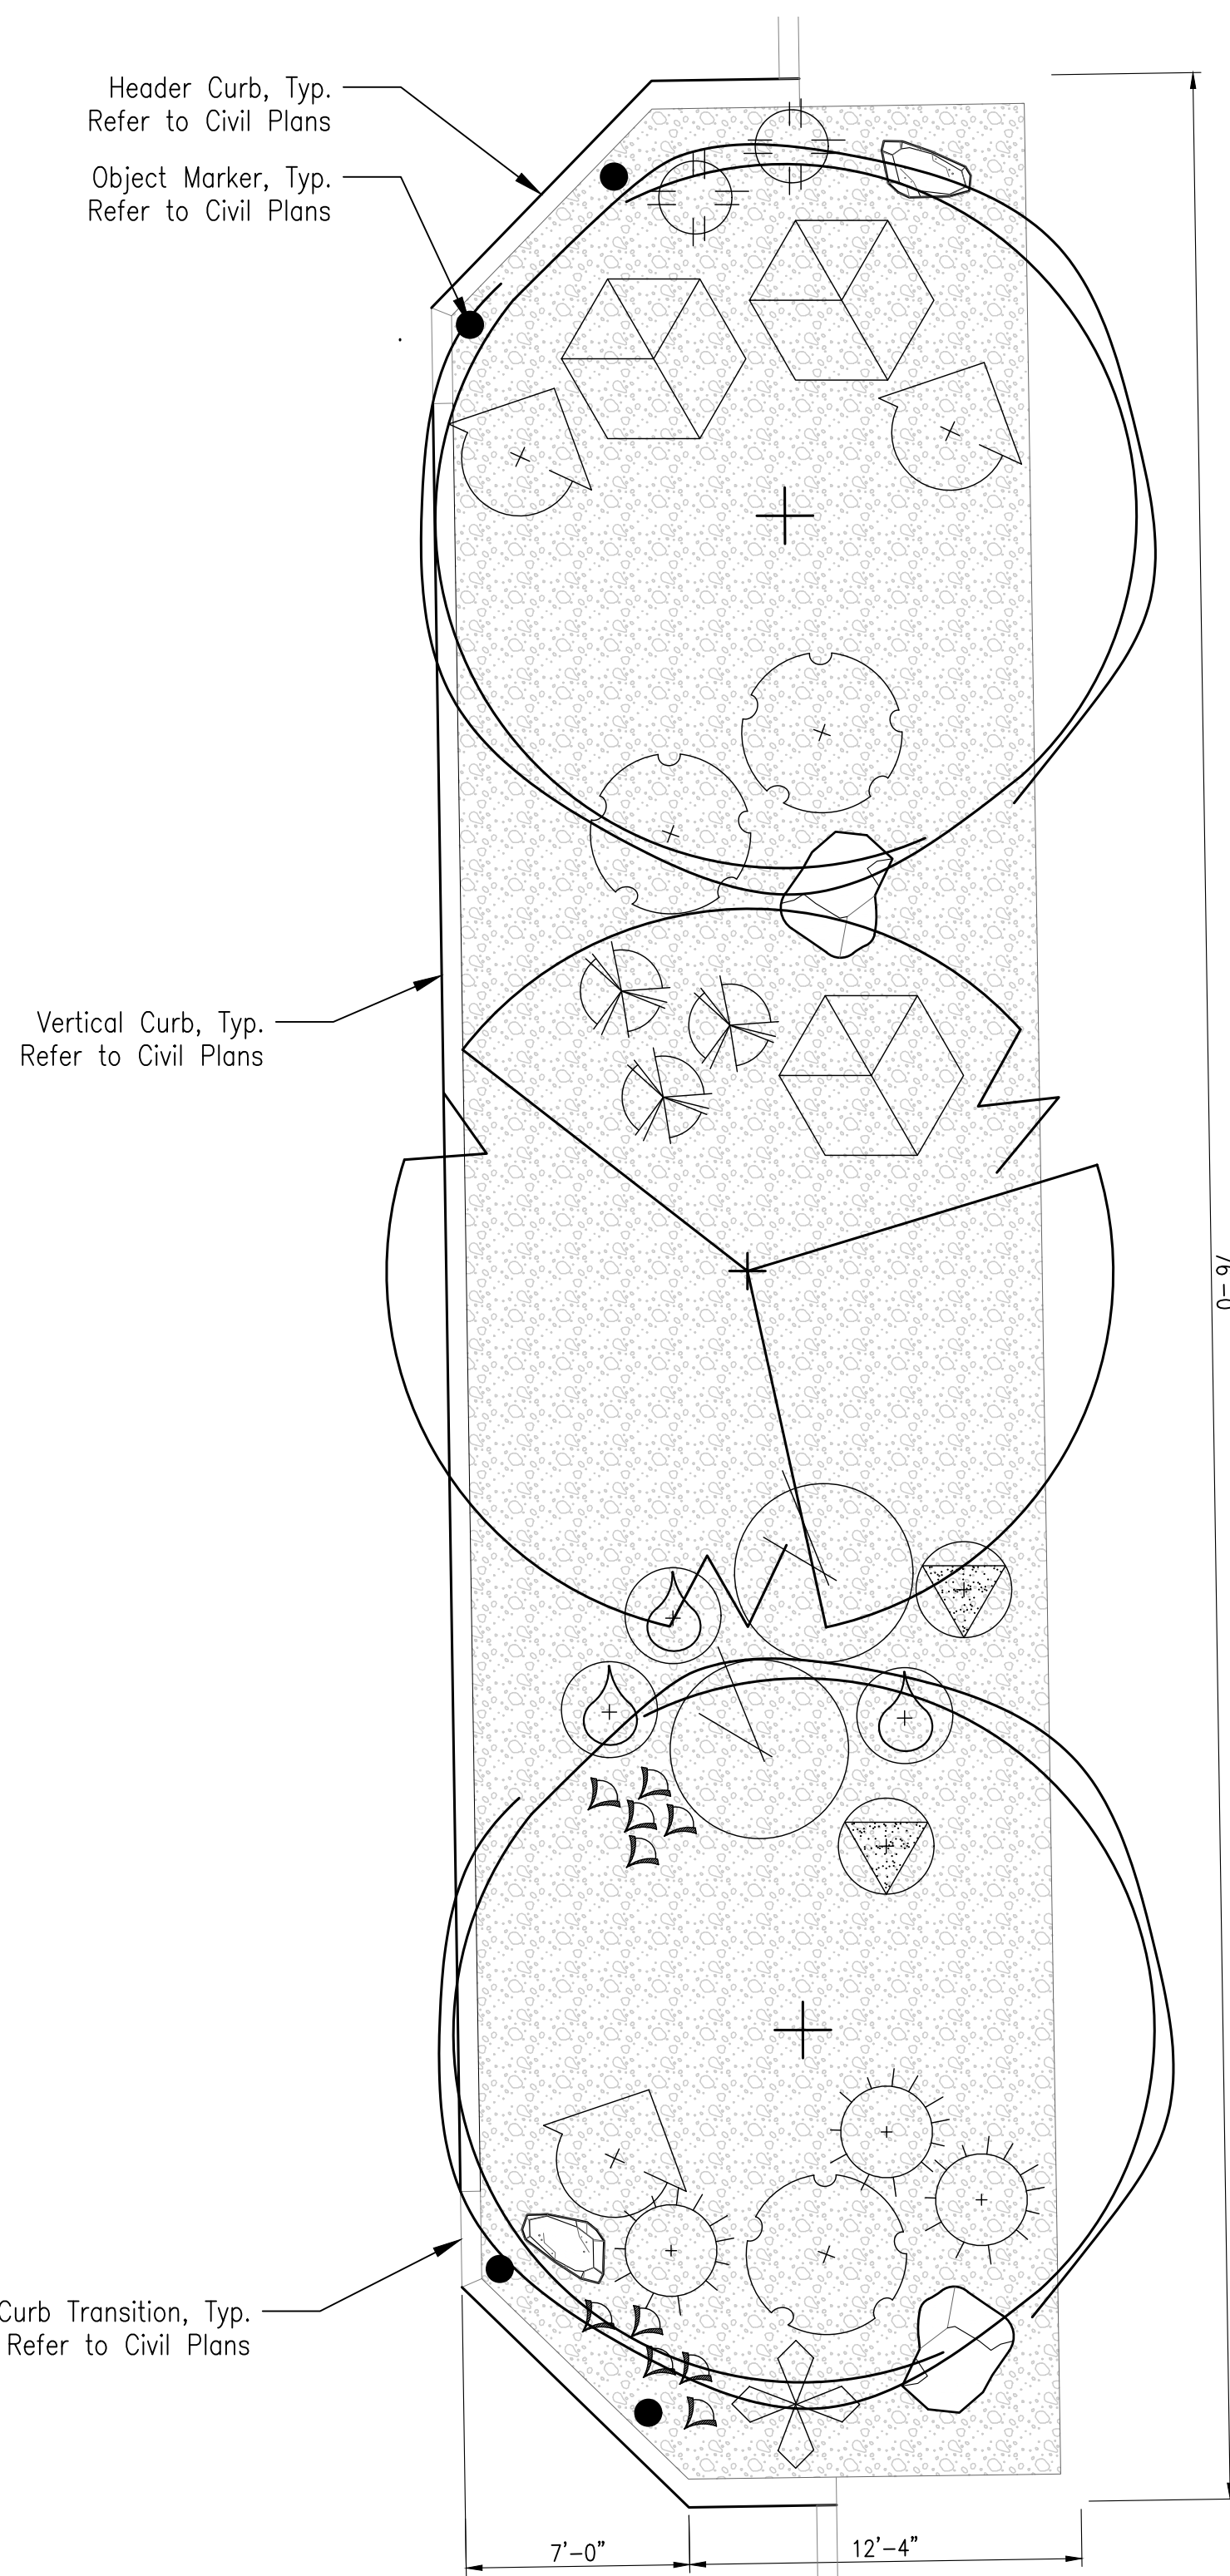 Header Curb, Typ.
Refer to Civil Plans
Object Marker, Typ.
Refer to Civil Plans
Vertical Curb, Typ.
Refer to Civil Plans
Curb Transition, Typ.
Refer to Civil Plans
7'-0"
12'-4"